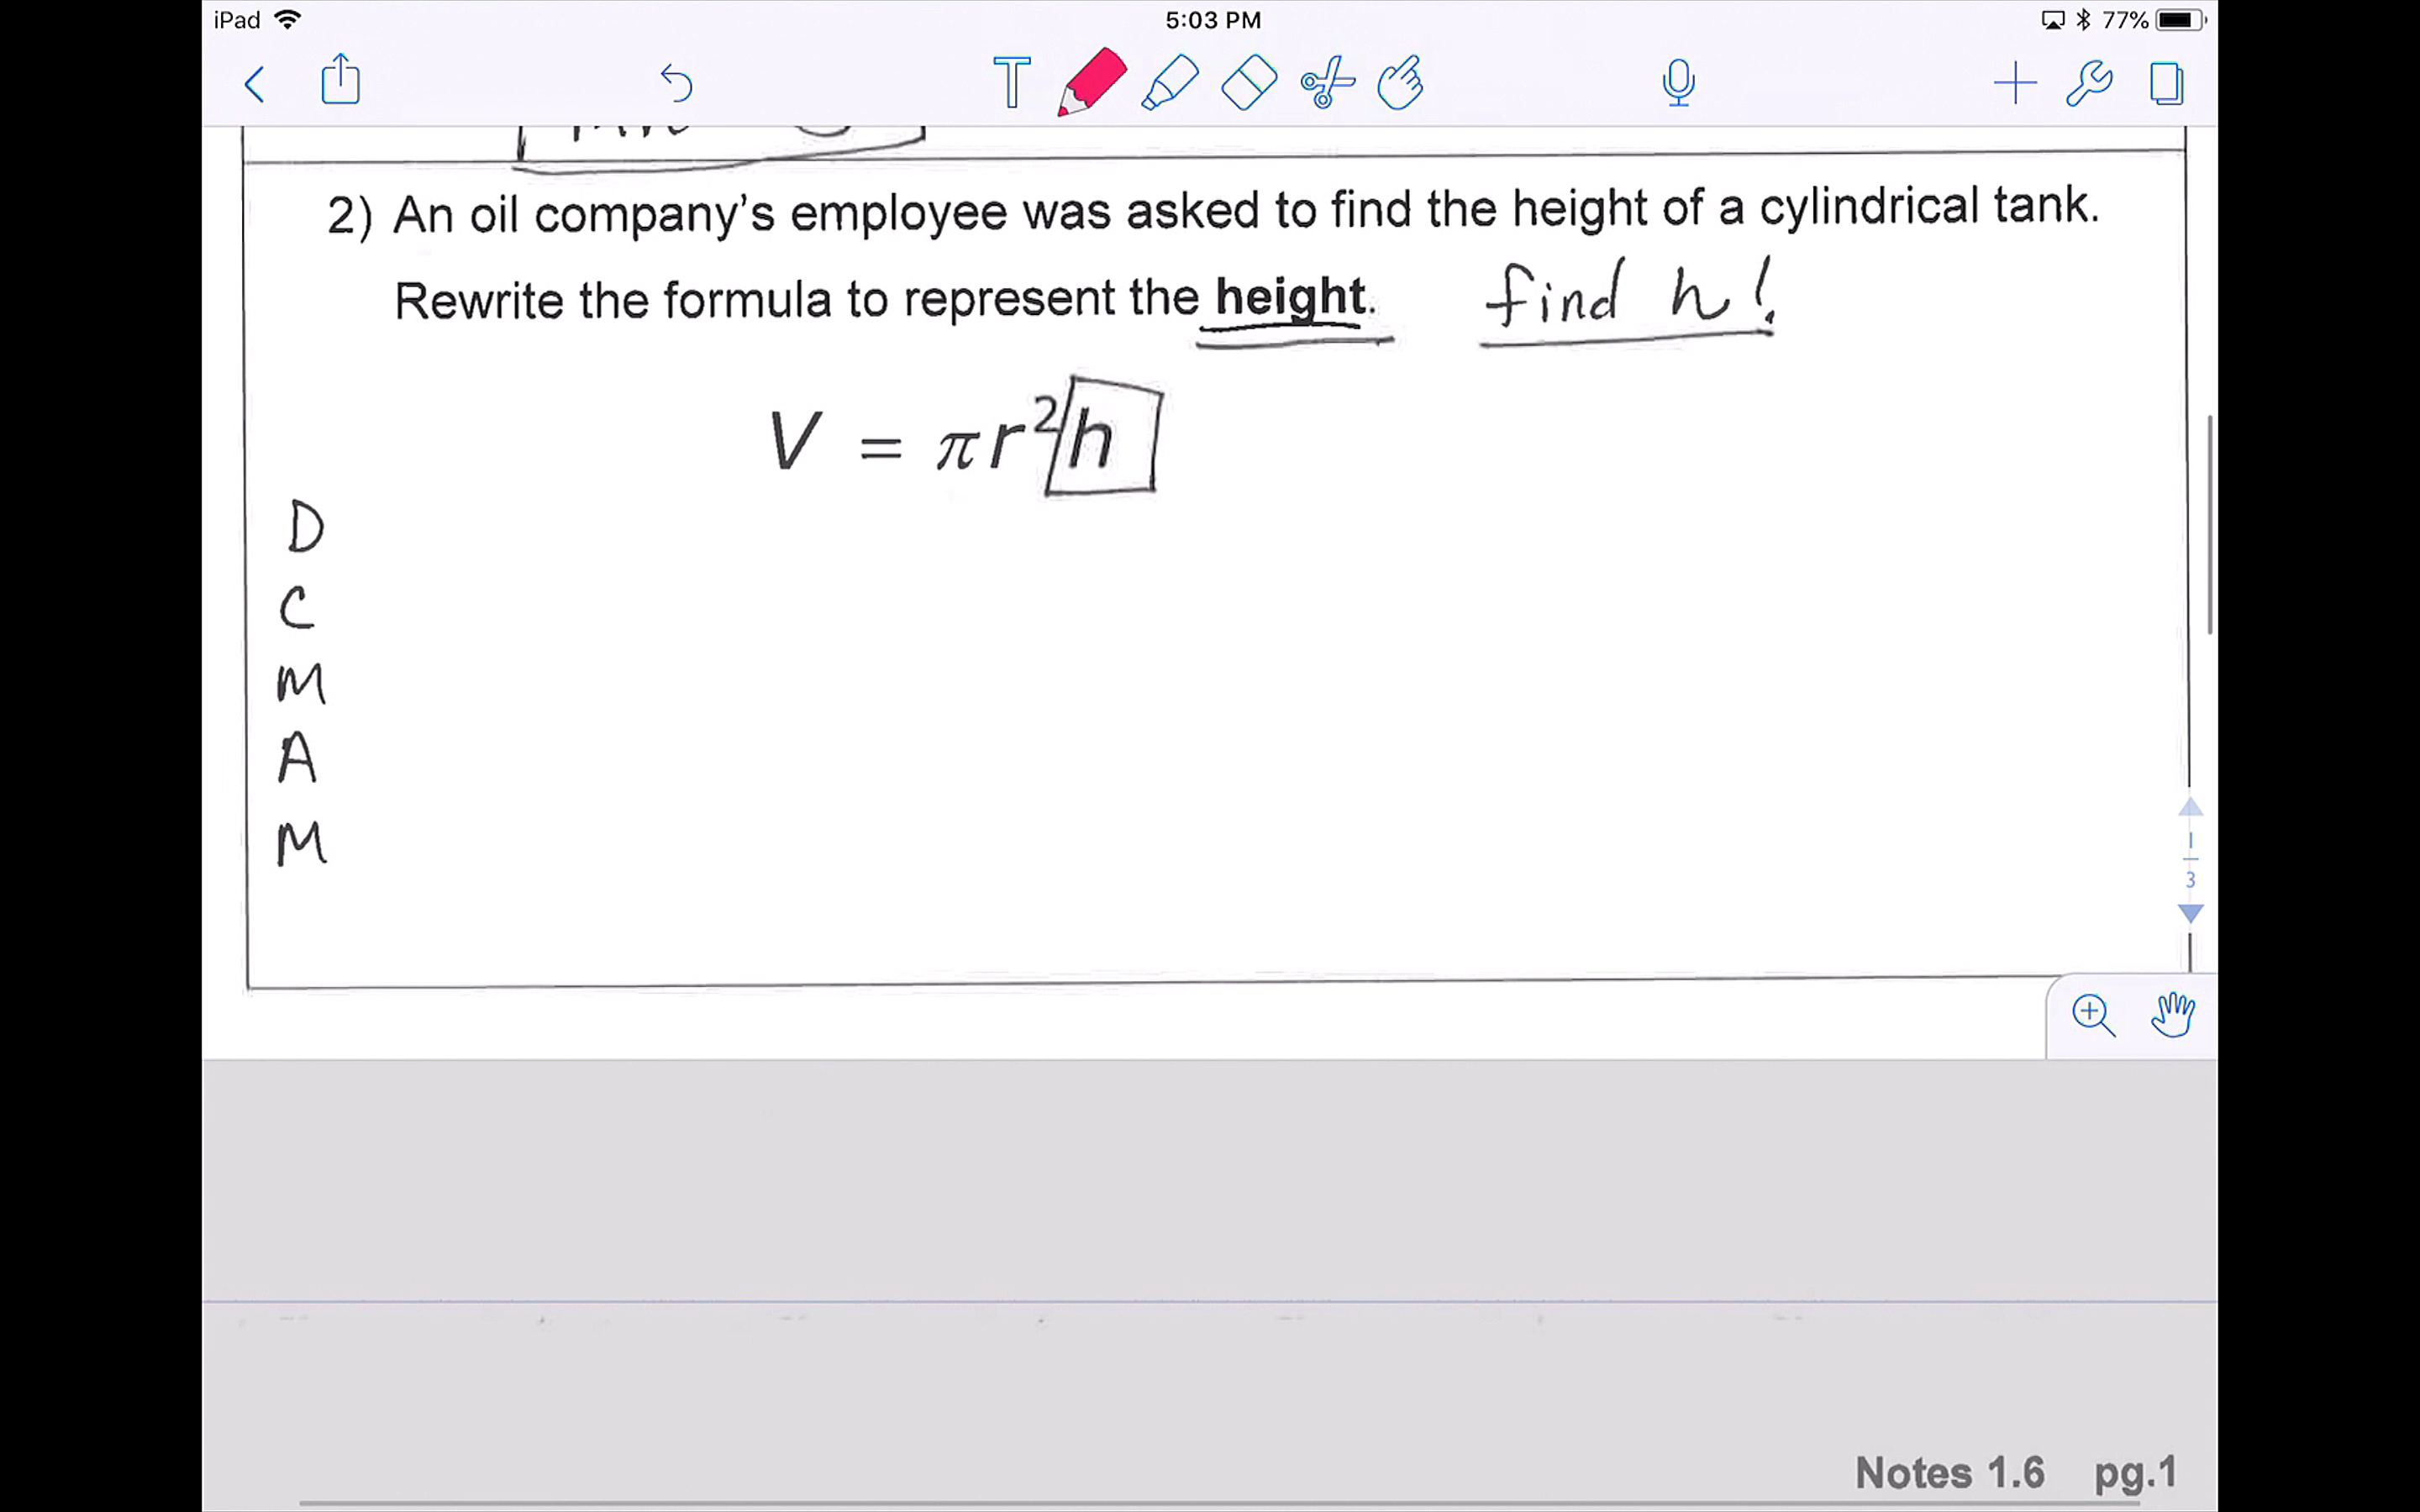 iPad 5:03 PM 77%
T
2) An oil company's employee was asked to find the height of a cylindrical tank.
Rewrite the formula to represent the height. find h!
V = πr²h
D
C
M
A
M
1
3
Notes 1.6 pg.1